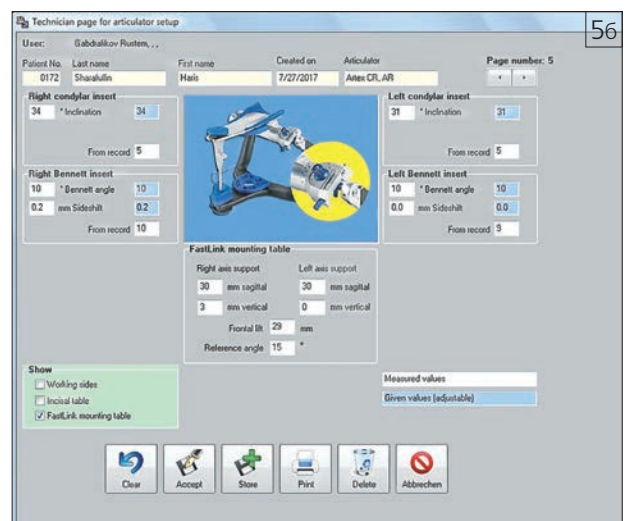 Technician page for articulator setup
56
User: Gabdrakibov Rustem, , ,
Patient No. Last name First name Created on Articulator Page number: 5
0172 Sharafullin Haris 7/27/2017 Artex CR, AR
Right condylar insert
34 ° Inclination 34
From record 5
Left condylar insert
31 ° Inclination 31
From record 5
Right Bennett insert
10 ° Bennett angle 10
0.2 mm Sideshift 0.2
From record 10
Left Bennett insert
10 ° Bennett angle 10
0.0 mm Sideshift 0.0
From record 9
FastLink mounting table
Right axis support Left axis support
30 mm sagittal 30 mm sagittal
3 mm vertical 0 mm vertical
Frontal lift 29 mm
Reference angle 15 °
Show
Working sides
Incisal table
FastLink mounting table
Measured values
Given values (adjustable)
Clear Accept Store Print Delete Abbrechen